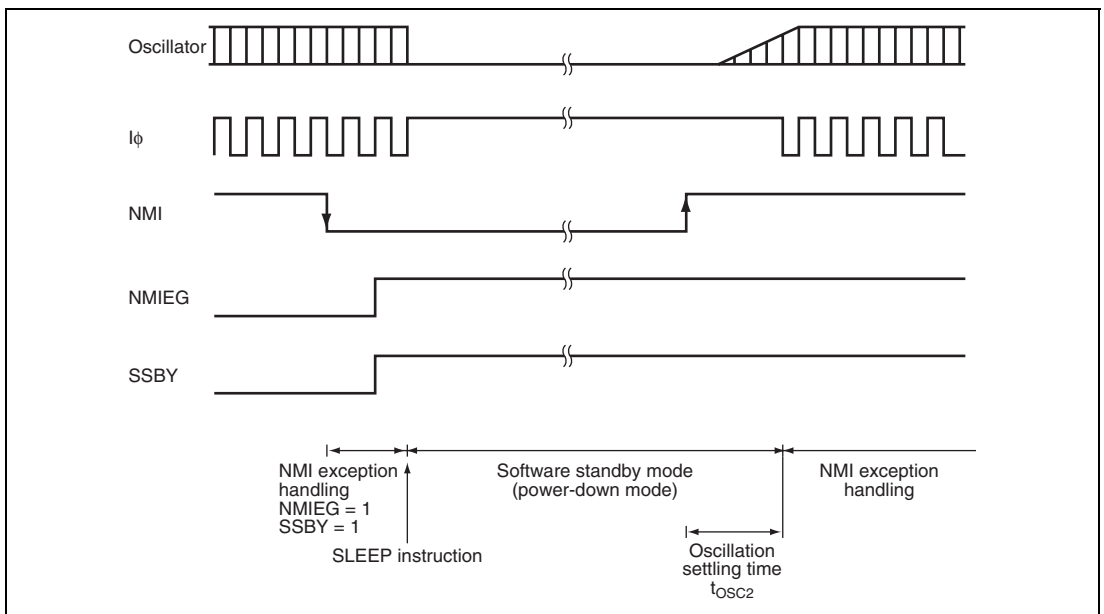 Oscillator
Iϕ
NMI
NMIEG
SSBY
NMI exception
handling
NMIEG = 1
SSBY = 1
SLEEP instruction
Software standby mode
(power-down mode)
Oscillation
settling time
tOSC2
NMI exception
handling